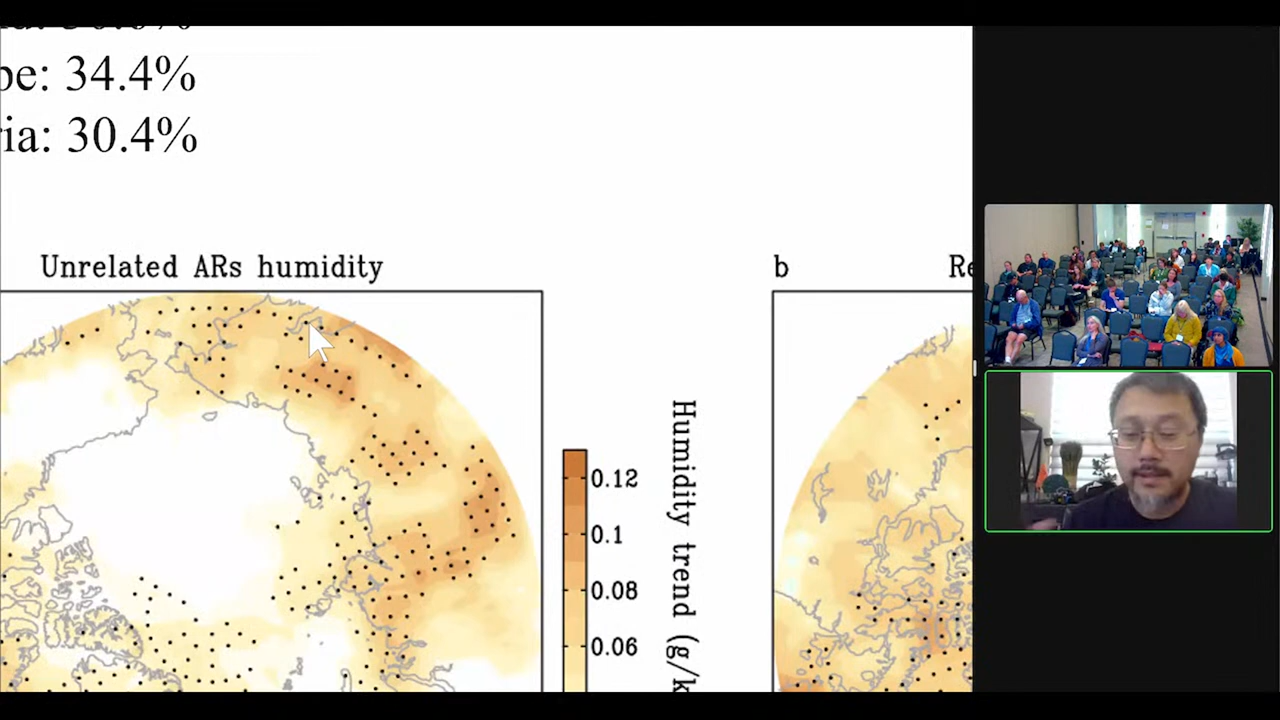 pe: 34.4%
ria: 30.4%
Unrelated ARs humidity
b
Re
0.12
0.1
0.08
0.06
Humidity trend (g/k